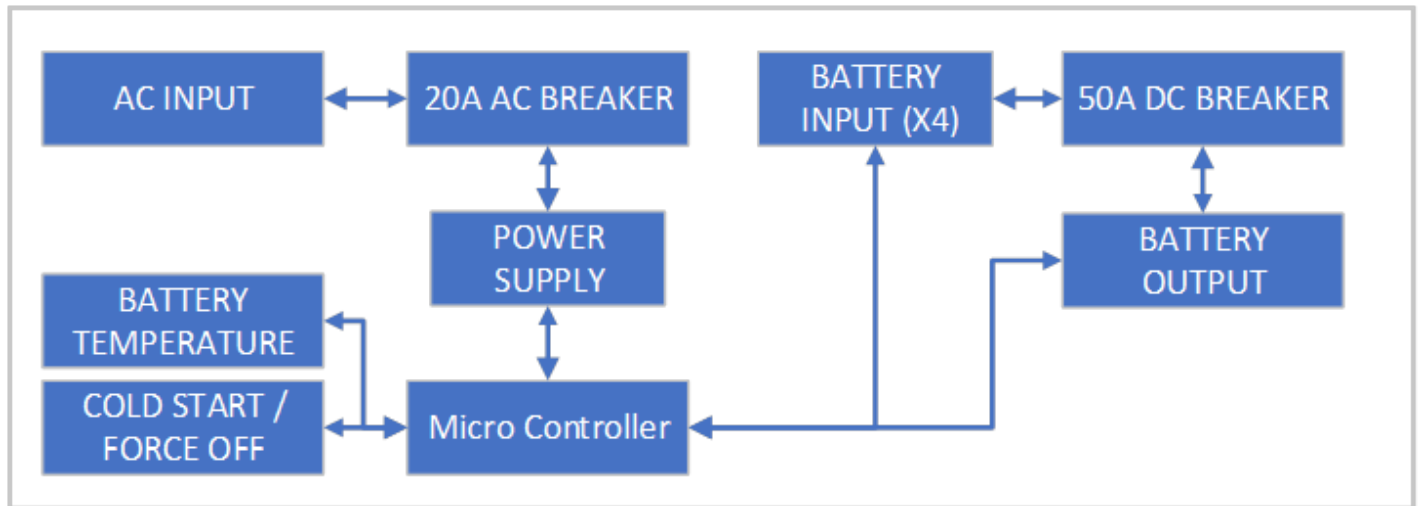 AC INPUT
20A AC BREAKER
BATTERY
INPUT (X4)
50A DC BREAKER
POWER
SUPPLY
BATTERY
OUTPUT
BATTERY
TEMPERATURE
COLD START /
FORCE OFF
Micro Controller